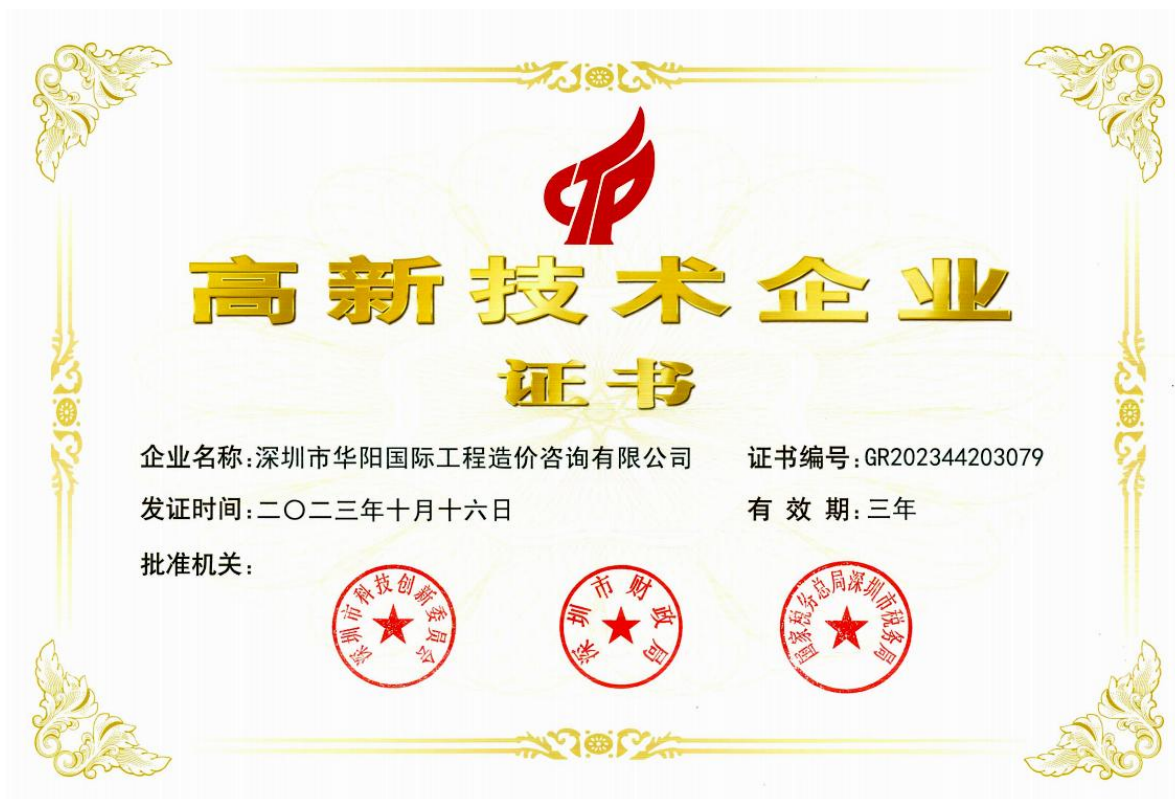 CTP
高新技术企业
证书
企业名称:深圳市华阳国际工程造价咨询有限公司 证书编号:GR202344203079
发证时间:二〇二三年十月十六日 有效期:三年
批准机关:
深圳市科技创新委员会
深圳市财政局
国家税务总局深圳市税务局